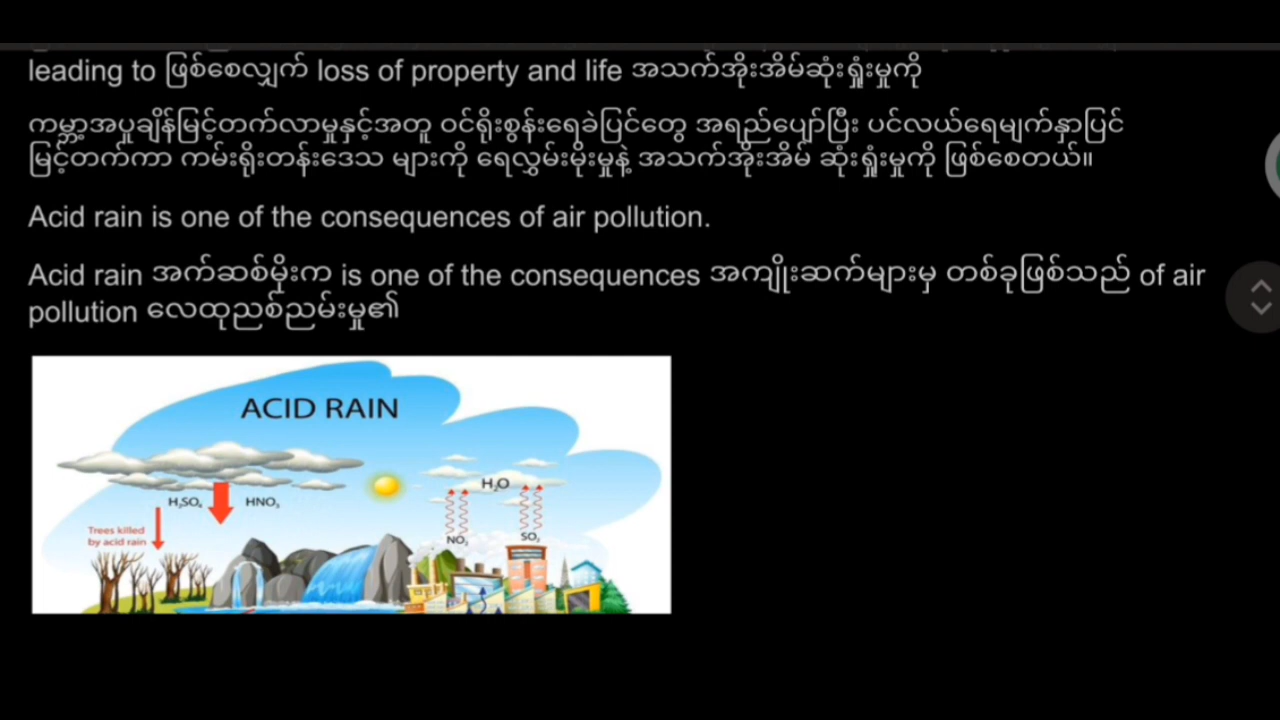 leading to ဖြစ်စေလျှက် loss of property and life အသက်အိုးအိမ်ဆုံးရှုံးမှုကို
ကမ္ဘာ့အပူချိန်မြင့်တက်လာမှုနှင့်အတူ ဝင်ရိုးစွန်းရေခဲပြင်တွေ အရည်ပျော်ပြီး ပင်လယ်ရေမျက်နှာပြင်
မြင့်တက်ကာ ကမ်းရိုးတန်းဒေသ များကို ရေလွှမ်းမိုးမှုနဲ့ အသက်အိုးအိမ် ဆုံးရှုံးမှုကို ဖြစ်စေတယ်။
Acid rain is one of the consequences of air pollution.
Acid rain အက်ဆစ်မိုးက is one of the consequences အကျိုးဆက်များမှ တစ်ခုဖြစ်သည် of air
pollution လေထုညစ်ညမ်းမှု၏
ACID RAIN
H₂O
H₂SO₄ HNO₃
Trees killed
by acid rain
NO₂ SO₂